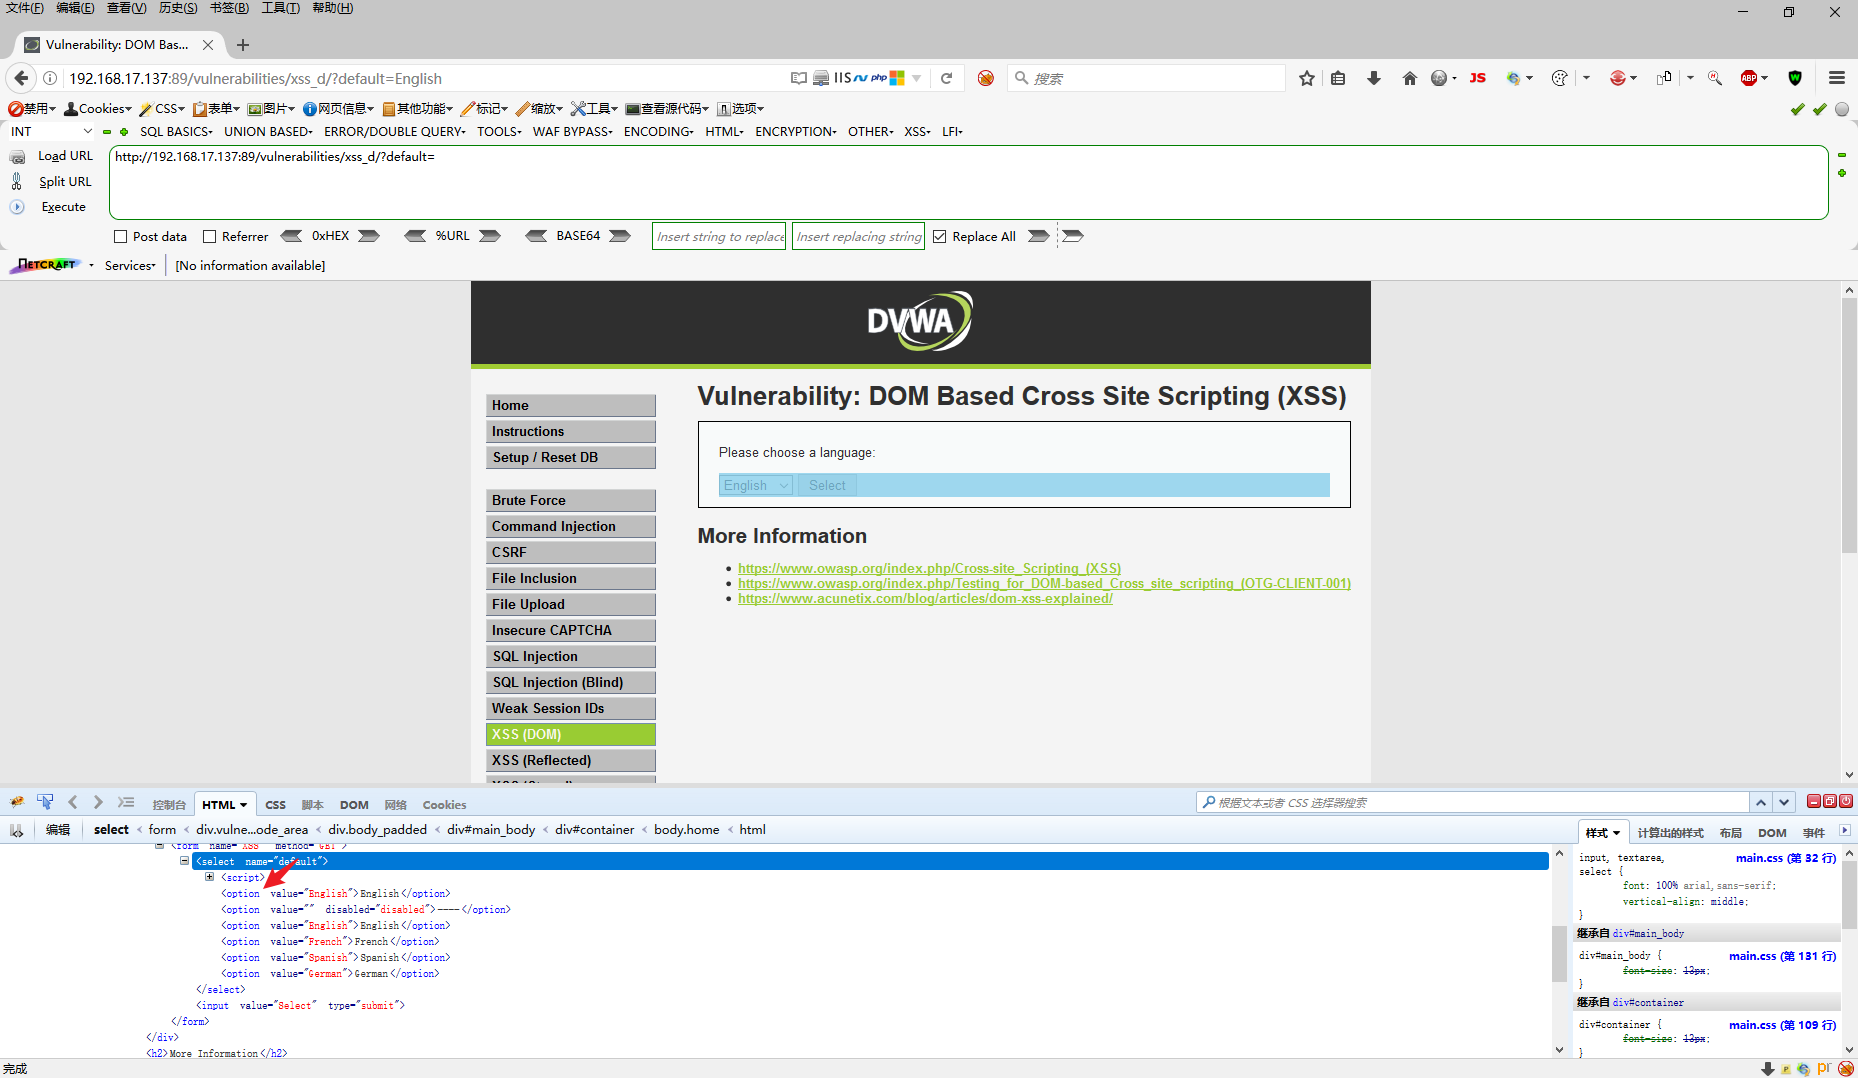 文件(F) 编辑(E) 查看(V) 历史(S) 书签(B) 工具(T) 帮助(H)
Vulnerability: DOM Bas...
192.168.17.137:89/vulnerabilities/xss_d/?default=English IIS php 搜索 JS ABP
禁用 Cookies CSS 表单 图片 网页信息 其他功能 标记 缩放 工具 查看源代码 选项
INT SQL BASICS UNION BASED ERROR/DOUBLE QUERY TOOLS WAF BYPASS ENCODING HTML ENCRYPTION OTHER XSS LFI
Load URL http://192.168.17.137:89/vulnerabilities/xss_d/?default=
Split URL
Execute
Post data Referrer 0xHEX %URL BASE64 Insert string to replace Insert replacing string Replace All
NETCRAFT Services [No information available]
DVWA
Vulnerability: DOM Based Cross Site Scripting (XSS)
Home
Instructions
Setup / Reset DB
Brute Force
Command Injection
CSRF
File Inclusion
File Upload
Insecure CAPTCHA
SQL Injection
SQL Injection (Blind)
Weak Session IDs
XSS (DOM)
XSS (Reflected)
Please choose a language:
English Select
More Information
https://www.owasp.org/index.php/Cross-site_Scripting_(XSS)
https://www.owasp.org/index.php/Testing_for_DOM-based_Cross_site_scripting_(OTG-CLIENT-001)
https://www.acunetix.com/blog/articles/dom-xss-explained/
控制台 HTML CSS 脚本 DOM 网络 Cookies 根据文本或者 CSS 选择器搜索
编辑 select < form < div.vulne...ode_area < div.body_padded < div#main_body < div#container < body.home < html
<form name="XSS" method="GET">
<select name="default">
<script>
<option value="English">English</option>
<option value="" disabled="disabled">----</option>
<option value="English">English</option>
<option value="French">French</option>
<option value="Spanish">Spanish</option>
<option value="German">German</option>
</select>
<input value="Select" type="submit">
</form>
</div>
<h2>More Information</h2>
样式 计算出的样式 布局 DOM 事件
input, textarea, main.css (第 32 行)
select {
font: 100% arial,sans-serif;
vertical-align: middle;
}
继承自 div#main_body
div#main_body { main.css (第 131 行)
font-size: 13px;
}
继承自 div#container
div#container { main.css (第 109 行)
font-size: 13px;
}
完成 pr